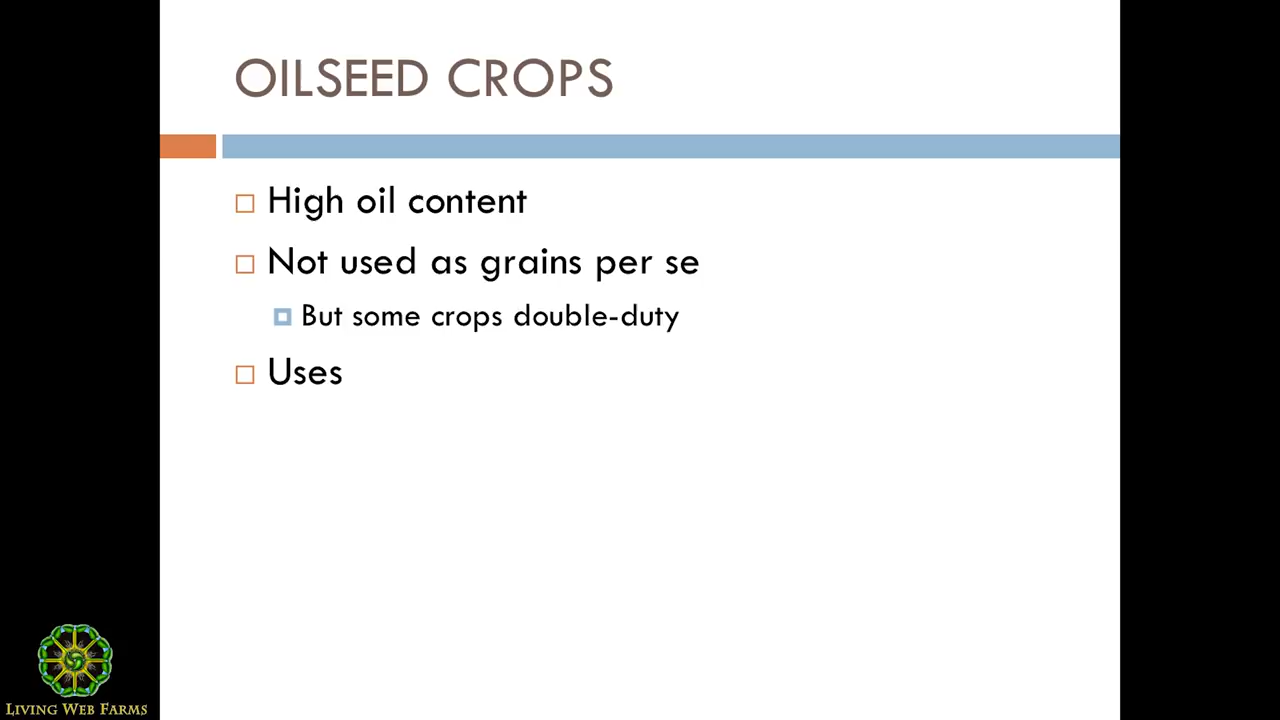 OILSEED CROPS
High oil content
Not used as grains per se
But some crops double-duty
Uses
LIVING WEB FARMS